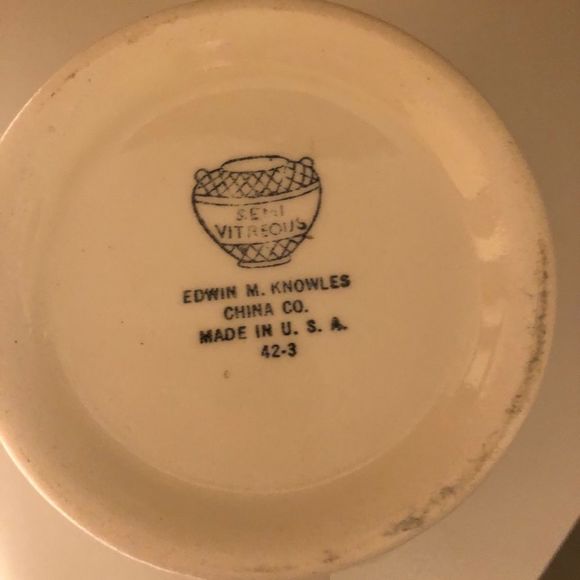 SEMI
VITREOUS
EDWIN M. KNOWLES
CHINA CO.
MADE IN U. S. A.
42-3